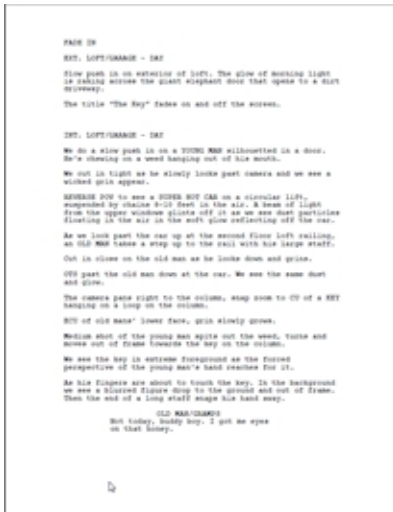 FADE IN
EXT. LOFT/GARAGE - DAY
Slow push in on exterior of loft. The glow of morning light
is raking across the giant elephant door that opens to a dirt
driveway.
The title "The Key" fades on and off the screen.
INT. LOFT/GARAGE - DAY
We do a slow push in on a YOUNG MAN silhouetted in a door.
He's chewing on a weed hanging out of his mouth.
We cut in tight as he slowly looks past camera and we see a
wicked grin appear.
REVERSE POV to see a SUPER HOT CAR on a circular lift,
suspended by chains 8-10 feet in the air. A beam of light
from the upper windows glints off it as we see dust particles
floating in the air in the soft glow reflecting off the car.
As we look past the car up at the second floor loft railing,
an OLD MAN takes a step up to the rail with his large staff.
Cut in close on the old man as he looks down and grins.
OTS past the old man down at the car. We see the same dust
and glow.
The camera pans right to the column, snap zoom to CU of a KEY
hanging on a loop on the column.
ECU of old mans' lower face, grin slowly grows.
Medium shot of the young man spits out the weed, turns and
moves out of frame towards the key on the column.
We see the key in extreme foreground as the forced
perspective of the young man's hand reaches for it.
As his fingers are about to touch the key. In the background
we see a blurred figure drop to the ground and out of frame.
Then the end of a long staff snaps his hand away.
OLD MAN/GRAMPS
Not today, buddy boy. I got me eyes
on that honey.